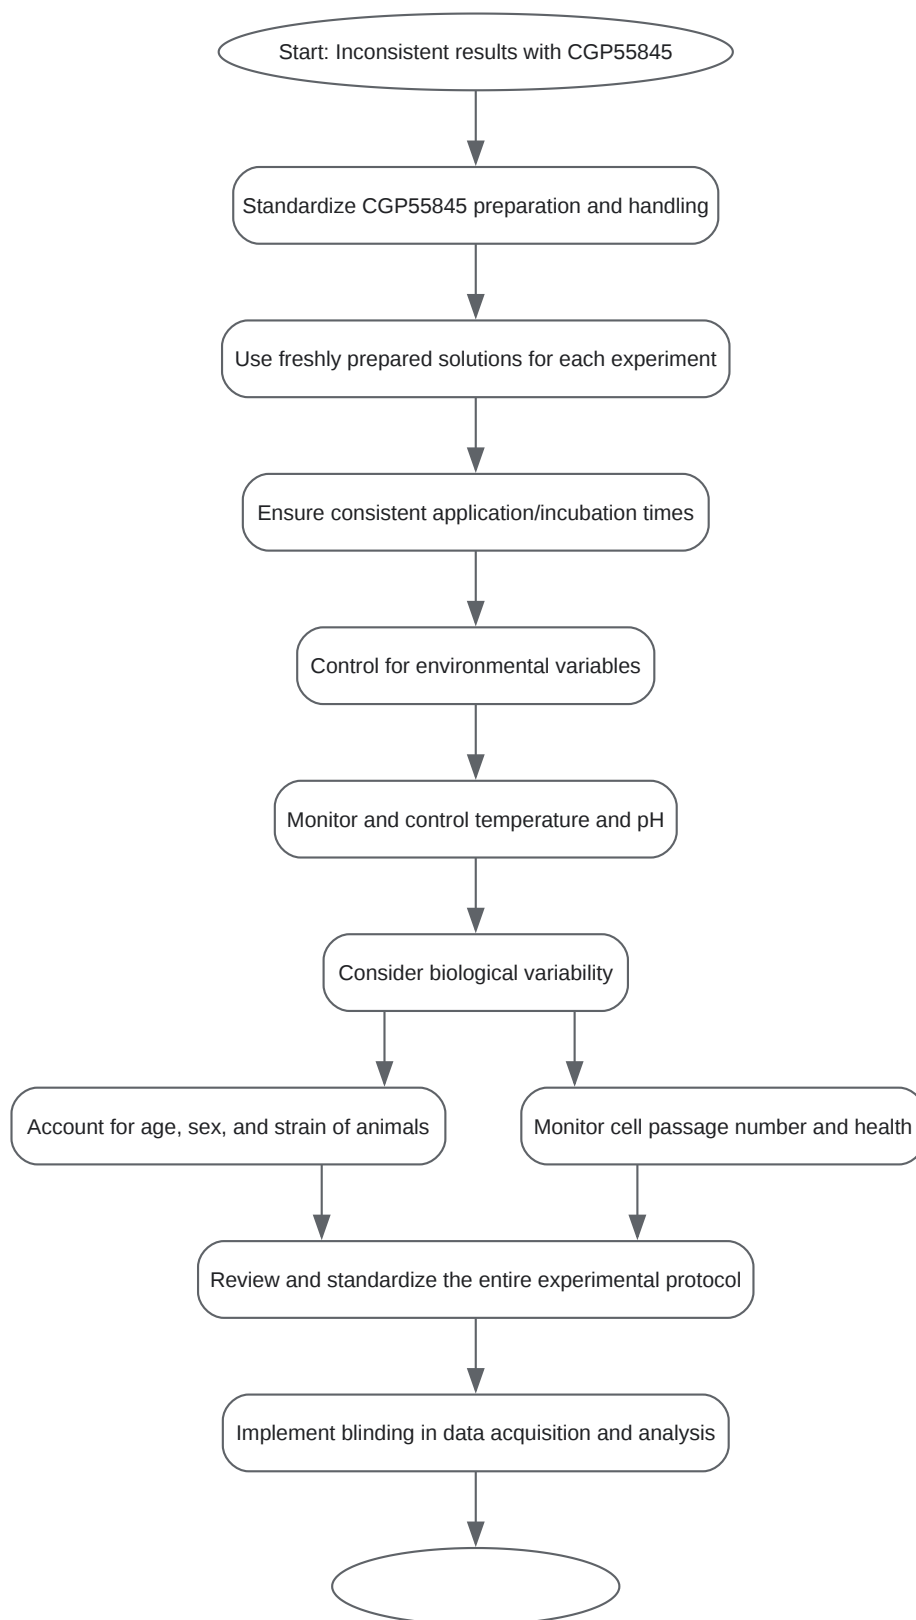 Start: Inconsistent results with CGP55845
Standardize CGP55845 preparation and handling
Use freshly prepared solutions for each experiment
Ensure consistent application/incubation times
Control for environmental variables
Monitor and control temperature and pH
Consider biological variability
Account for age, sex, and strain of animals
Monitor cell passage number and health
Review and standardize the entire experimental protocol
Implement blinding in data acquisition and analysis